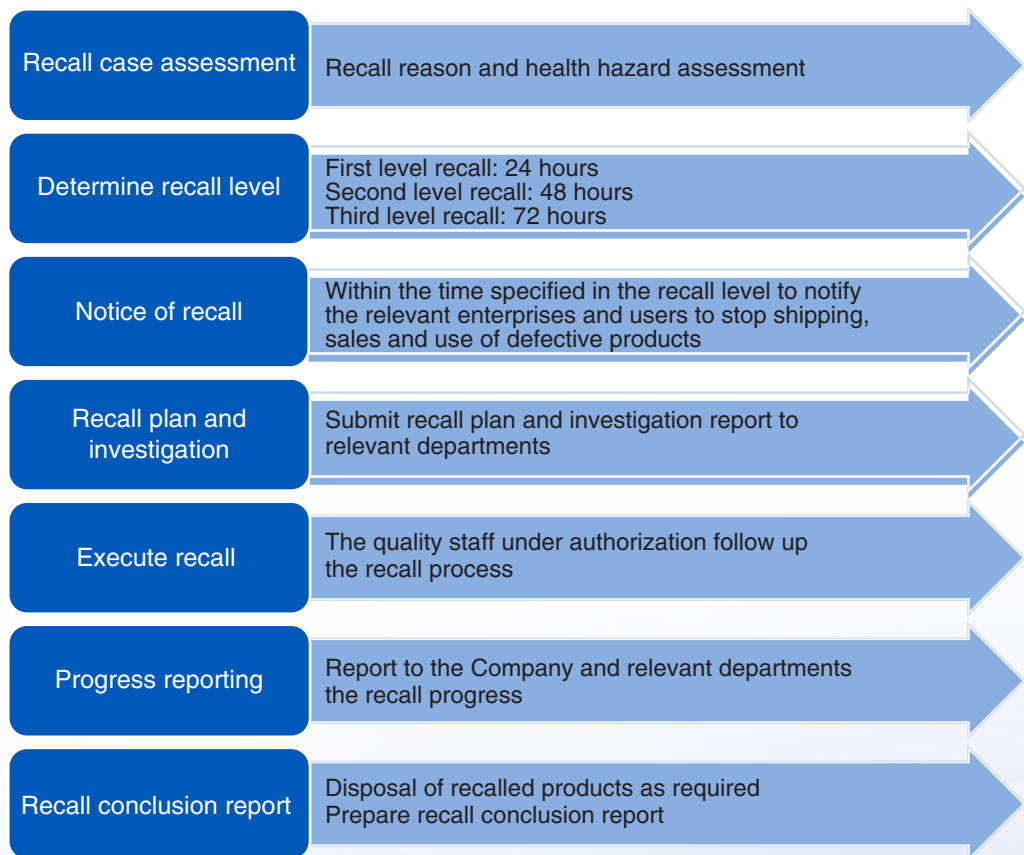 Recall case assessment
Recall reason and health hazard assessment
Determine recall level
First level recall: 24 hours
Second level recall: 48 hours
Third level recall: 72 hours
Notice of recall
Within the time specified in the recall level to notify
the relevant enterprises and users to stop shipping,
sales and use of defective products
Recall plan and
investigation
Submit recall plan and investigation report to
relevant departments
Execute recall
The quality staff under authorization follow up
the recall process
Progress reporting
Report to the Company and relevant departments
the recall progress
Recall conclusion report
Disposal of recalled products as required
Prepare recall conclusion report